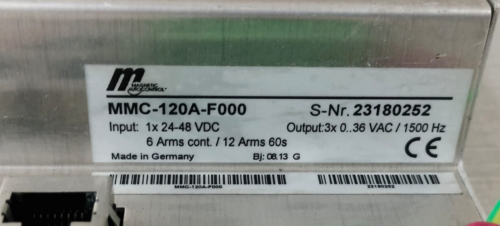 m
MAGNETIC
AUTOCONTROL
MMC-120A-F000 S-Nr. 23180252
Input: 1x 24-48 VDC Output:3x 0..36 VAC / 1500 Hz
6 Arms cont. / 12 Arms 60s
Made in Germany Bj: 08.13 G CE
MMC-120A-F000 23180252